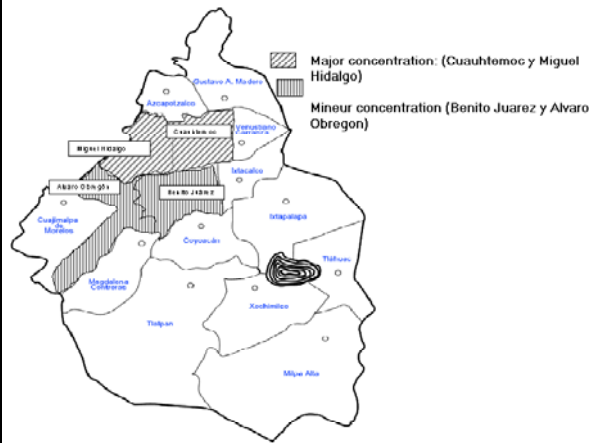 Major concentration: (Cuauhtemoc y Miguel
Hidalgo)
Mineur concentration (Benito Juarez y Alvaro
Obregon)
Gustavo A. Madero
Azcapotzalco
Cuauhtemoc
Venustiano
Carranza
Miguel Hidalgo
Iztacalco
Alvaro Obregón
Benito Juárez
Cuajimalpa
de
Morelos
Iztapalapa
Coyoacán
Tláhuac
Magdalena
Contreras
Xochimilco
Tlalpan
Milpa Alta